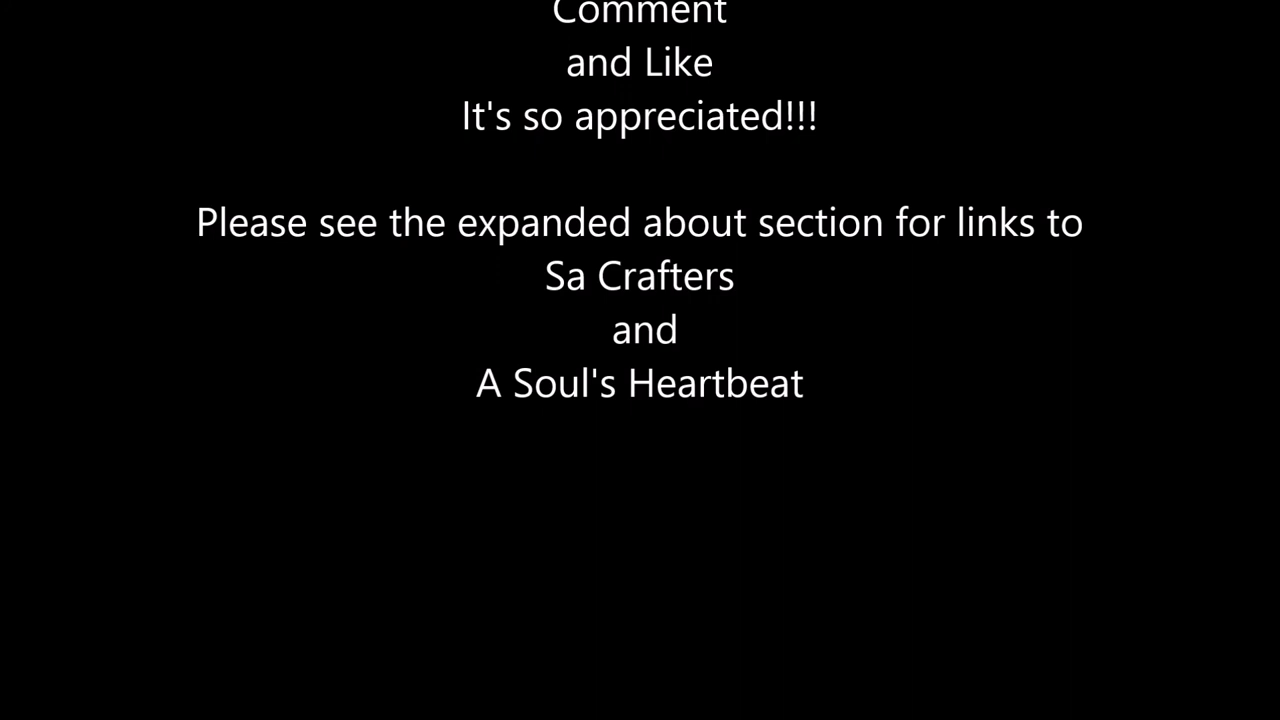 Comment
and Like
It's so appreciated!!!
Please see the expanded about section for links to
Sa Crafters
and
A Soul's Heartbeat